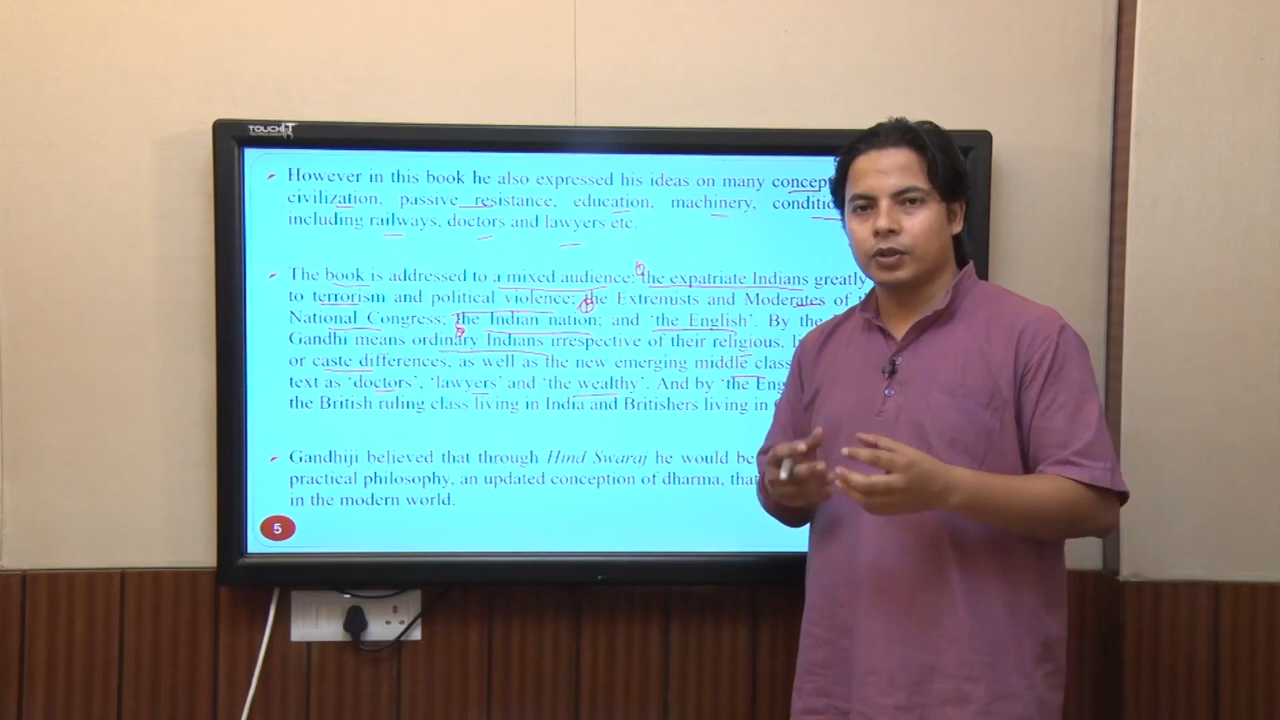 TOUCHIT
However in this book he also expressed his ideas on many
civilization, passive resistance, education, machinery,
including railways, doctors and lawyers etc.
The book is addressed to a mixed audience: the expatriate Indians greatly
to terrorism and political violence; the Extremists and Moderates of
National Congress; the Indian nation; and 'the English'. By the
Gandhi means ordinary Indians irrespective of their religious,
or caste differences, as well as the new emerging middle
text as 'doctors', 'lawyers' and 'the wealthy'. And by 'the
the British ruling class living in India and Britishers living in
Gandhiji believed that through Hind Swaraj he would be
practical philosophy, an updated conception of dharma,
in the modern world.
5